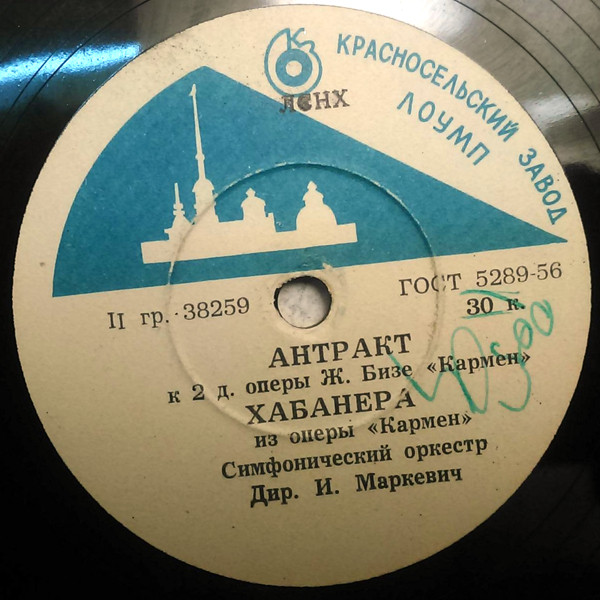 ЛСНХ
КРАСНОСЕЛЬСКИЙ ЗАВОД
ЛОУМП
II гр. 38259
ГОСТ 5289-56
30 к.
АНТРАКТ
к 2 д. оперы Ж. Бизе «Кармен»
ХАБАНЕРА
из оперы «Кармен»
Симфонический оркестр
Дир. И. Маркевич